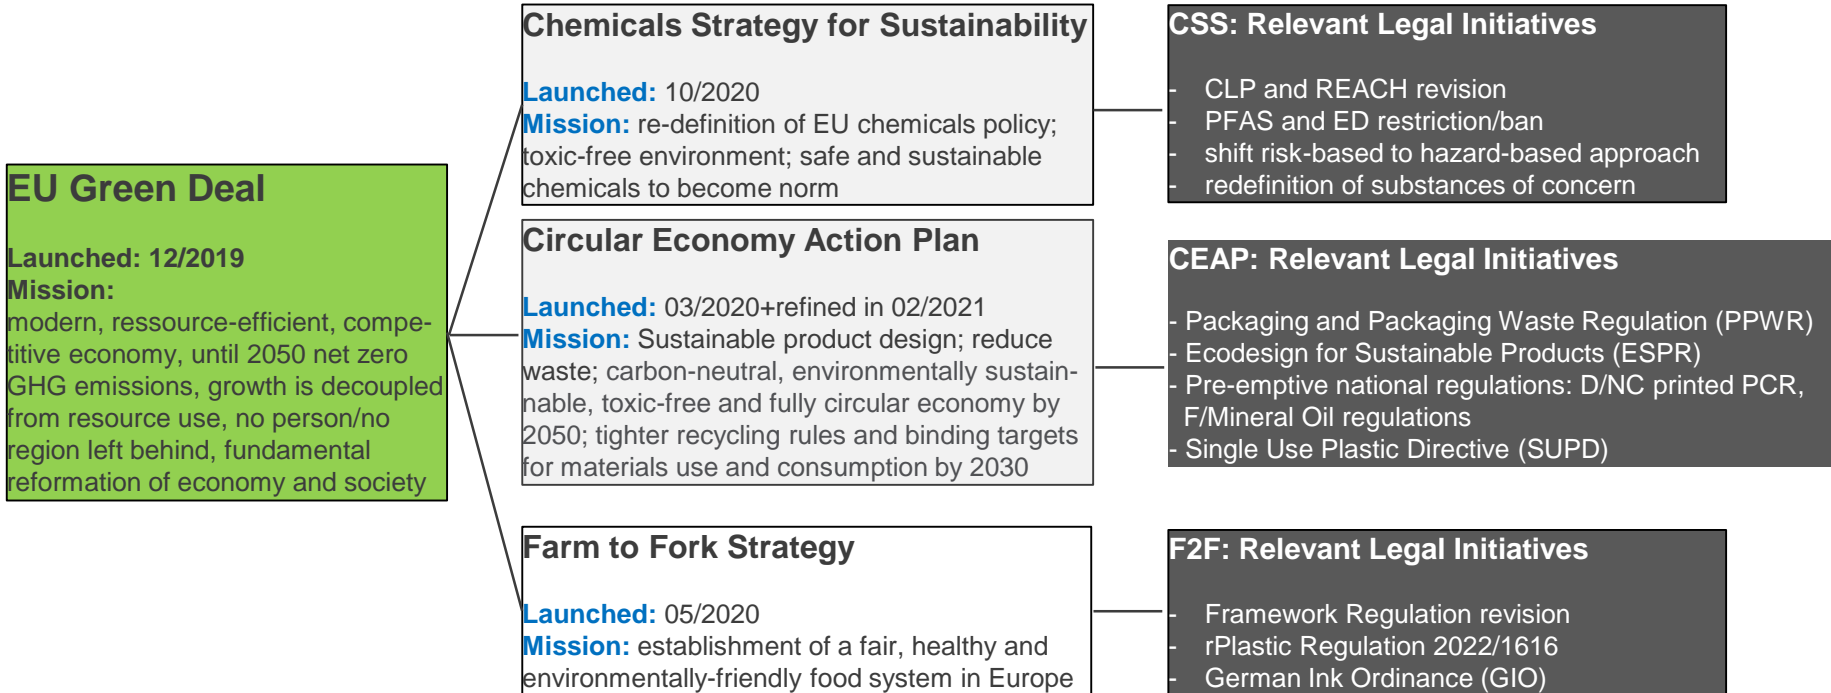 EU Green Deal
Launched: 12/2019
Mission:
modern, ressource-efficient, compe-
titive economy, until 2050 net zero
GHG emissions, growth is decoupled
from resource use, no person/no
region left behind, fundamental
reformation of economy and society
Chemicals Strategy for Sustainability
Launched: 10/2020
Mission: re-definition of EU chemicals policy;
toxic-free environment; safe and sustainable
chemicals to become norm
CSS: Relevant Legal Initiatives
- CLP and REACH revision
- PFAS and ED restriction/ban
- shift risk-based to hazard-based approach
- redefinition of substances of concern
Circular Economy Action Plan
Launched: 03/2020+refined in 02/2021
Mission: Sustainable product design; reduce
waste; carbon-neutral, environmentally sustain-
nable, toxic-free and fully circular economy by
2050; tighter recycling rules and binding targets
for materials use and consumption by 2030
CEAP: Relevant Legal Initiatives
- Packaging and Packaging Waste Regulation (PPWR)
- Ecodesign for Sustainable Products (ESPR)
- Pre-emptive national regulations: D/NC printed PCR,
F/Mineral Oil regulations
- Single Use Plastic Directive (SUPD)
Farm to Fork Strategy
Launched: 05/2020
Mission: establishment of a fair, healthy and
environmentally-friendly food system in Europe
F2F: Relevant Legal Initiatives
- Framework Regulation revision
- rPlastic Regulation 2022/1616
- German Ink Ordinance (GIO)